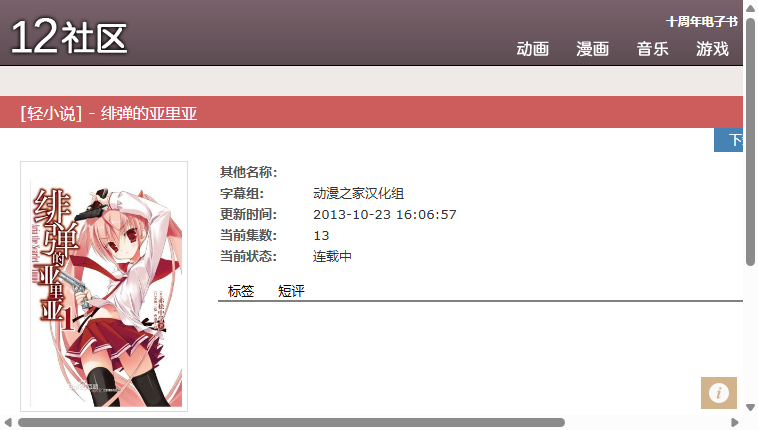 12社区
十周年电子书
动画 漫画 音乐 游戏
[轻小说] - 绯弹的亚里亚
下
其他名称:
字幕组: 动漫之家汉化组
更新时间: 2013-10-23 16:06:57
当前集数: 13
当前状态: 连载中
标签 短评
绯弹的亚里亚
1